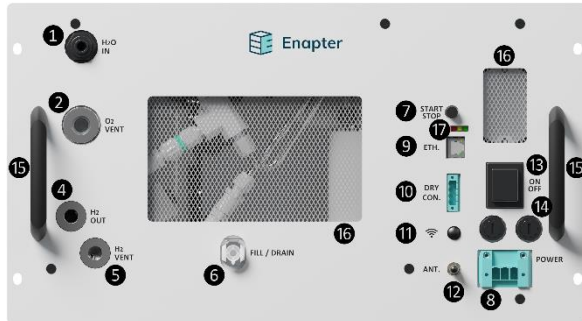 Enapter
1
H₂O
IN
2
O₂
VENT
15
4
H₂
OUT
5
H₂
VENT
6
FILL / DRAIN
16
7
START
STOP
17
9
ETH.
10
DRY
CON.
11
ANT.
12
8
POWER
16
13
ON
OFF
14
15